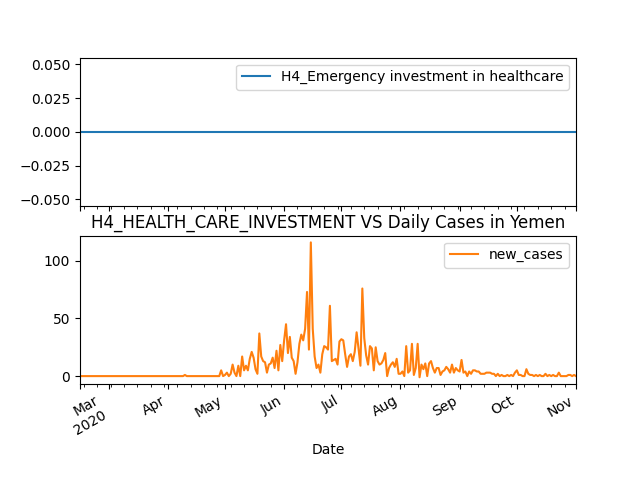 0.050
0.025
0.000
−0.025
−0.050
H4_Emergency investment in healthcare
H4_HEALTH_CARE_INVESTMENT VS Daily Cases in Yemen
100
50
0
new_cases
Mar
2020
Apr
May
Jun
Jul
Aug
Sep
Oct
Nov
Date